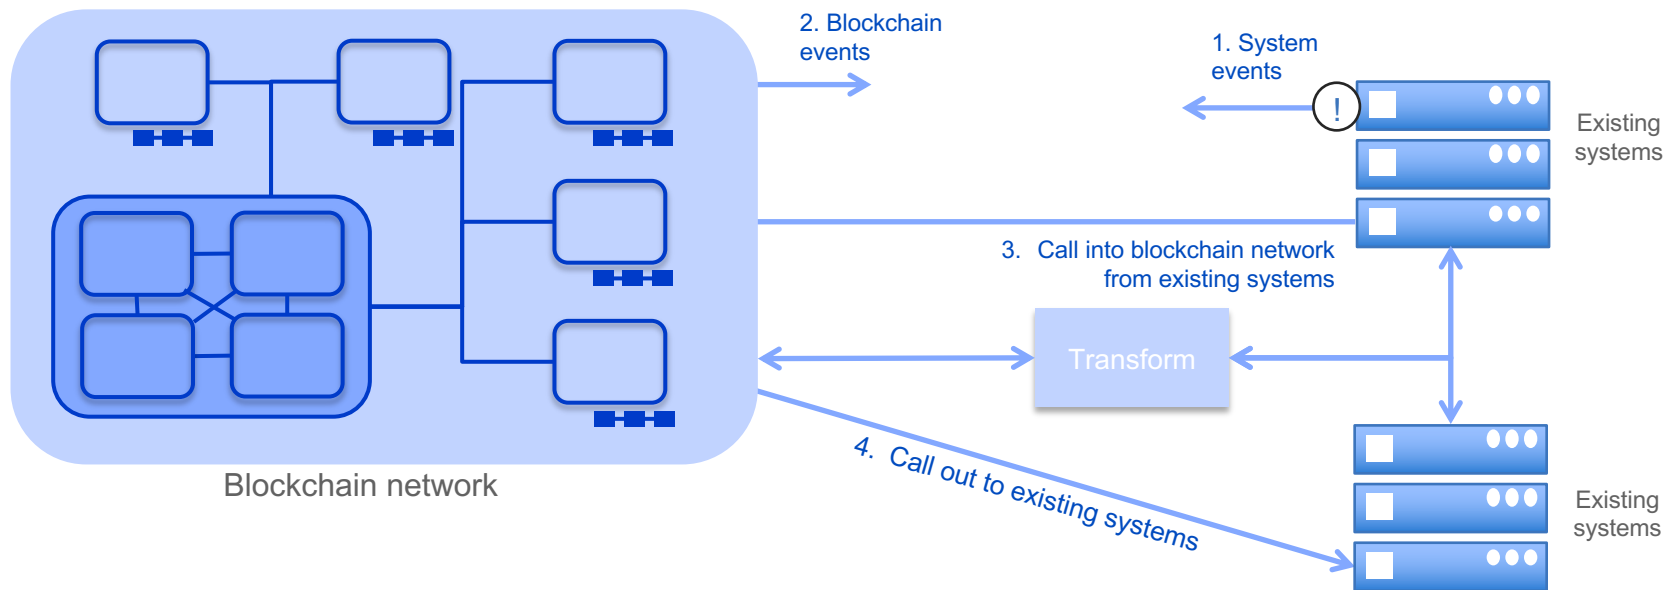 2. Blockchain
events
1. System
events
!
Existing
systems
3. Call into blockchain network
from existing systems
Transform
4. Call out to existing systems
Blockchain network
Existing
systems